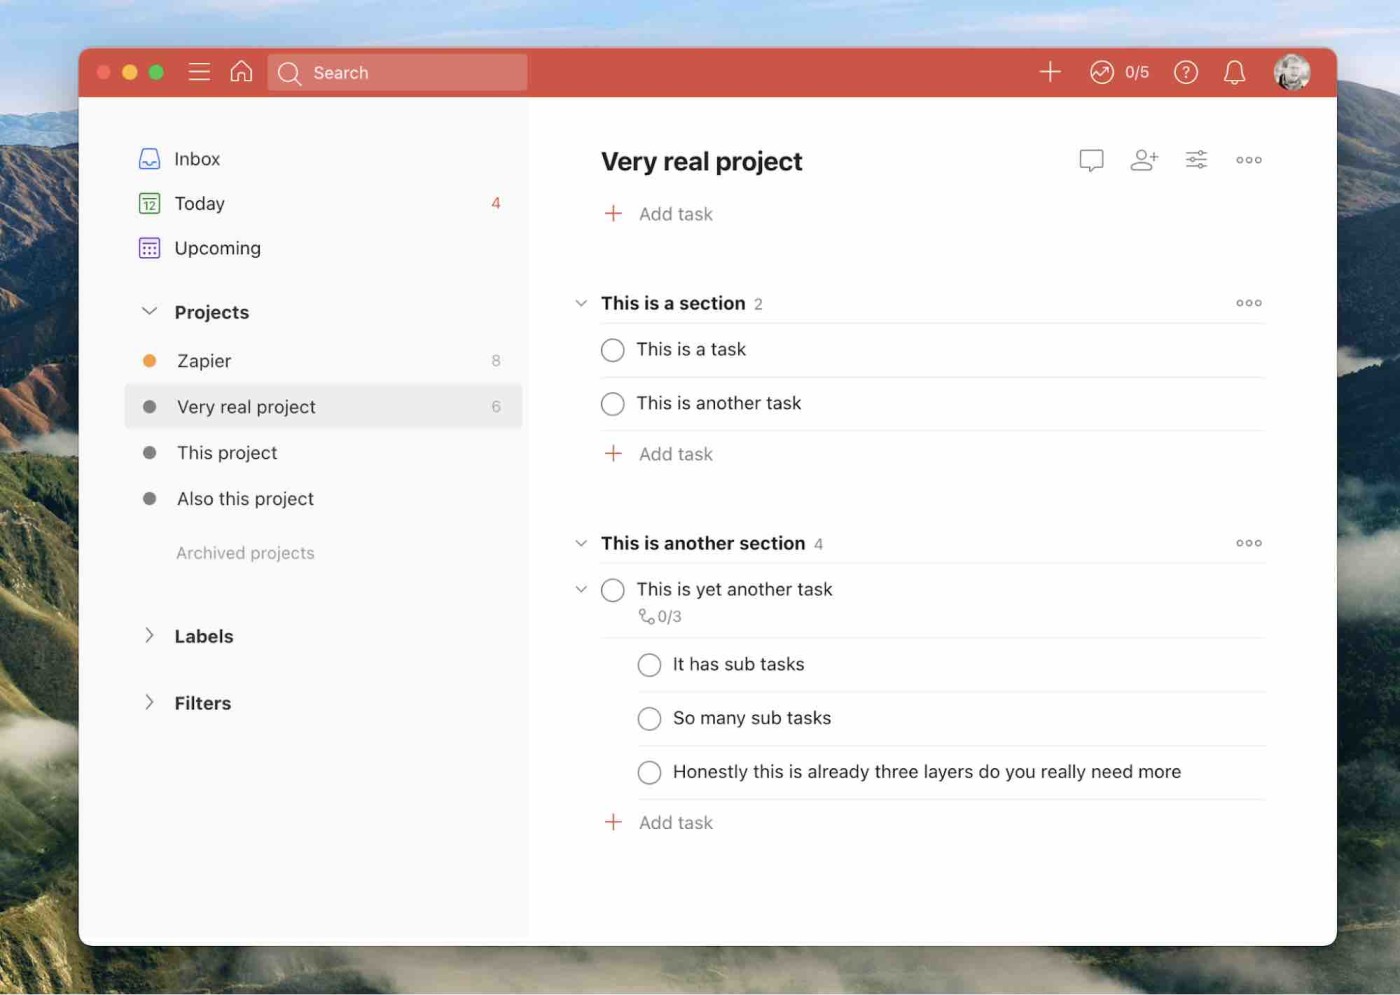 Search
0/5
Inbox
12 Today 4
Upcoming
Projects
Zapier 8
Very real project 6
This project
Also this project
Archived projects
Labels
Filters
Very real project
Add task
This is a section 2
This is a task
This is another task
Add task
This is another section 4
This is yet another task
0/3
It has sub tasks
So many sub tasks
Honestly this is already three layers do you really need more
Add task